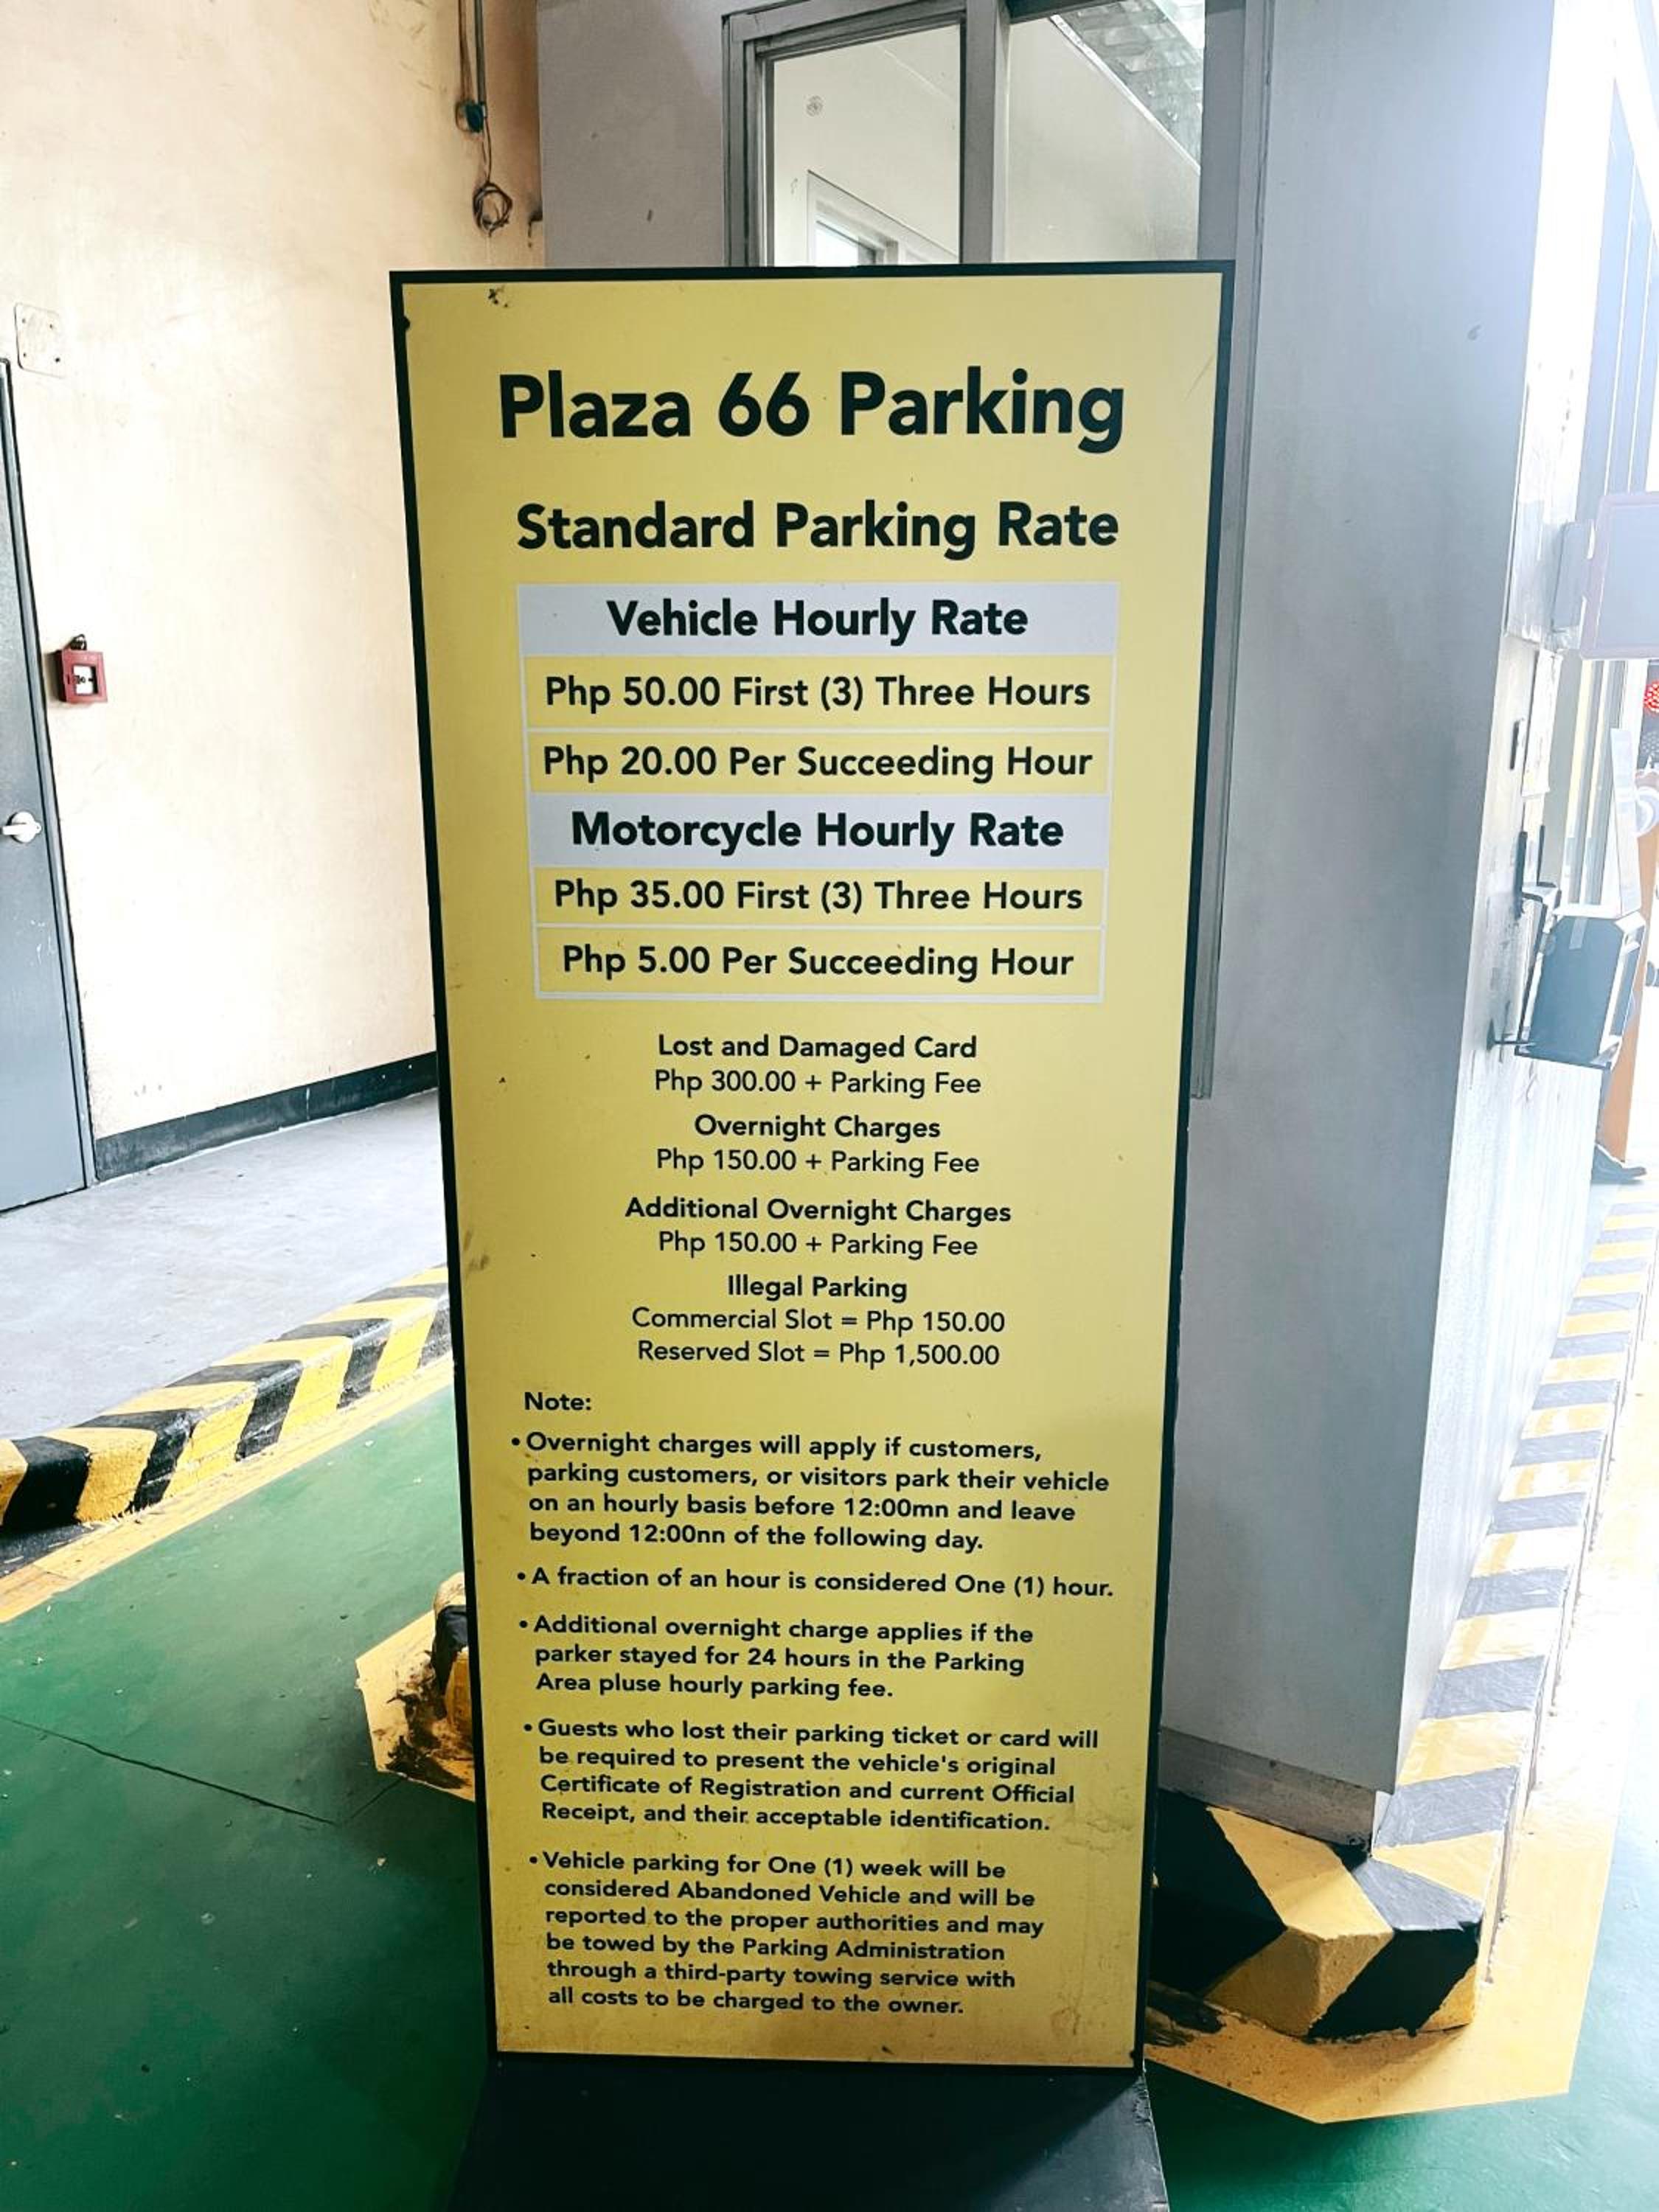 Plaza 66 Parking
Standard Parking Rate
Vehicle Hourly Rate
Php 50.00 First (3) Three Hours
Php 20.00 Per Succeeding Hour
Motorcycle Hourly Rate
Php 35.00 First (3) Three Hours
Php 5.00 Per Succeeding Hour
Lost and Damaged Card
Php 300.00 + Parking Fee
Overnight Charges
Php 150.00 + Parking Fee
Additional Overnight Charges
Php 150.00 + Parking Fee
Illegal Parking
Commercial Slot = Php 150.00
Reserved Slot = Php 1,500.00
Note:
• Overnight charges will apply if customers,
parking customers, or visitors park their vehicle
on an hourly basis before 12:00mn and leave
beyond 12:00nn of the following day.
• A fraction of an hour is considered One (1) hour.
• Additional overnight charge applies if the
parker stayed for 24 hours in the Parking
Area pluse hourly parking fee.
• Guests who lost their parking ticket or card will
be required to present the vehicle's original
Certificate of Registration and current Official
Receipt, and their acceptable identification.
• Vehicle parking for One (1) week will be
considered Abandoned Vehicle and will be
reported to the proper authorities and may
be towed by the Parking Administration
through a third-party towing service with
all costs to be charged to the owner.